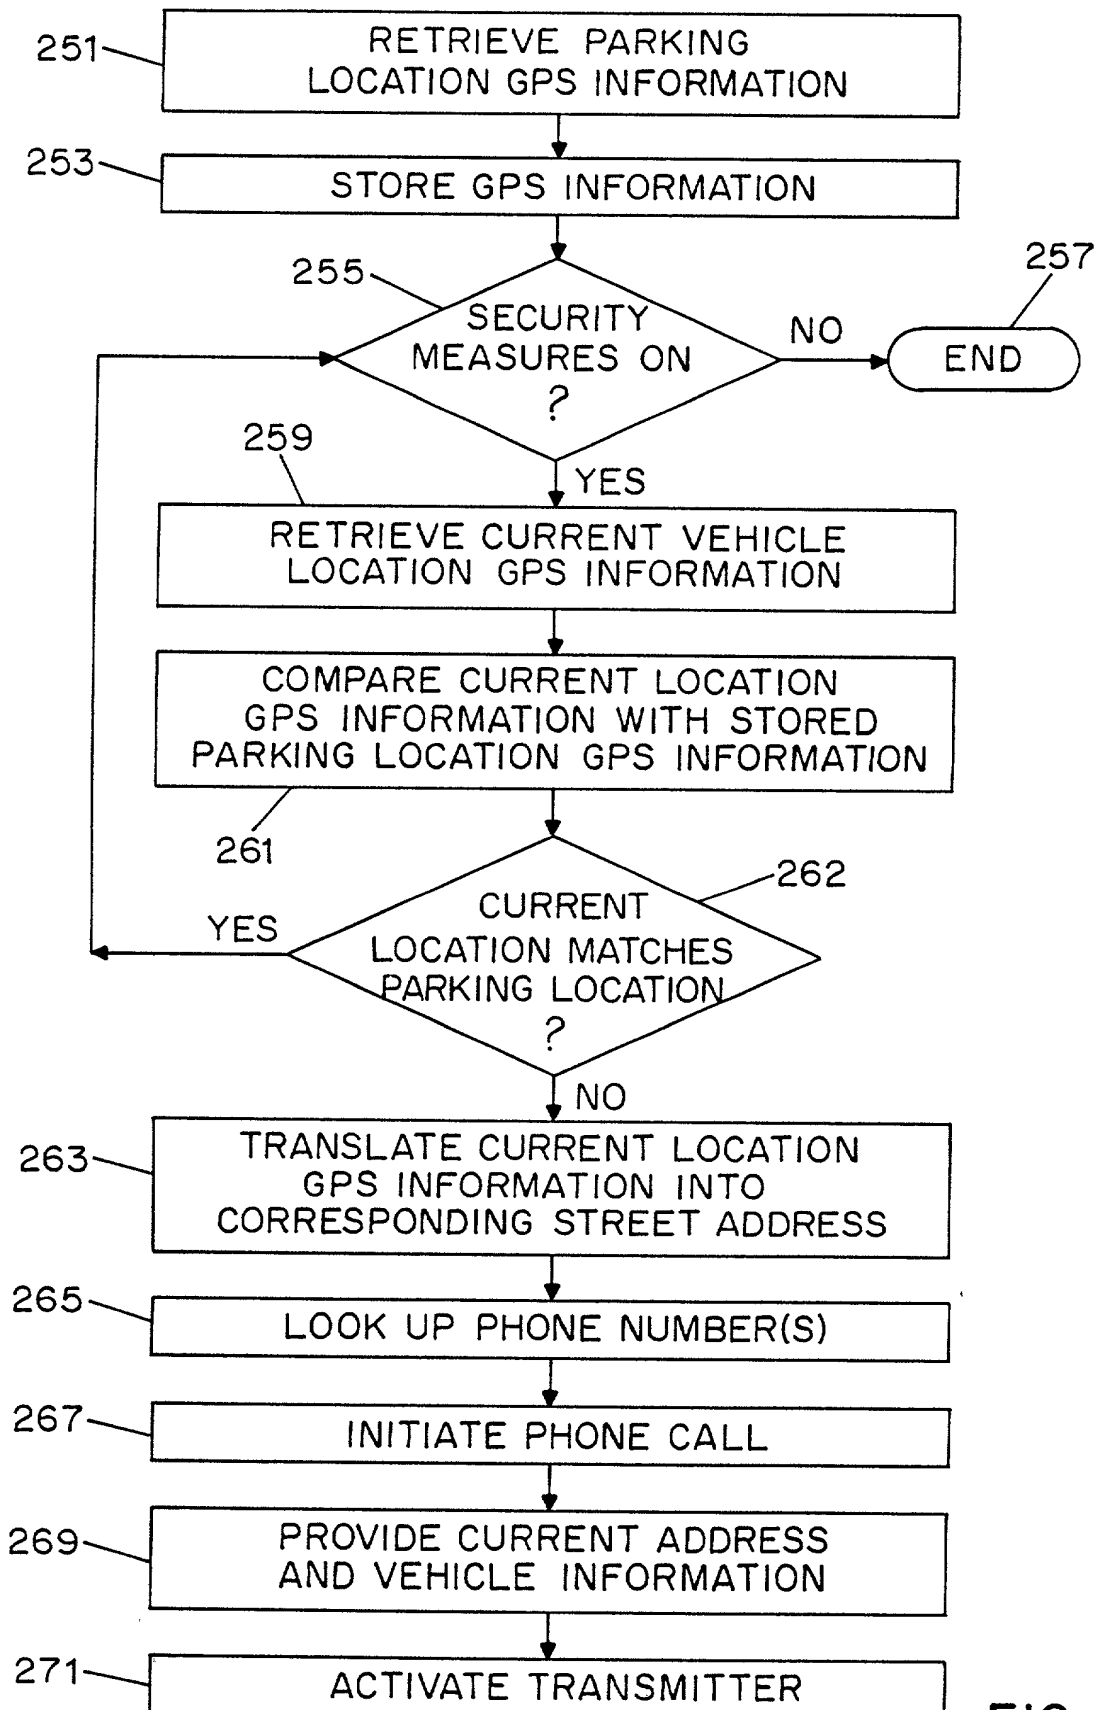 251
RETRIEVE PARKING
LOCATION GPS INFORMATION
253
STORE GPS INFORMATION
255
SECURITY
MEASURES ON
?
NO
257
END
YES
259
RETRIEVE CURRENT VEHICLE
LOCATION GPS INFORMATION
COMPARE CURRENT LOCATION
GPS INFORMATION WITH STORED
PARKING LOCATION GPS INFORMATION
261
262
CURRENT
LOCATION MATCHES
PARKING LOCATION
?
YES
NO
263
TRANSLATE CURRENT LOCATION
GPS INFORMATION INTO
CORRESPONDING STREET ADDRESS
265
LOOK UP PHONE NUMBER(S)
267
INITIATE PHONE CALL
269
PROVIDE CURRENT ADDRESS
AND VEHICLE INFORMATION
271
ACTIVATE TRANSMITTER